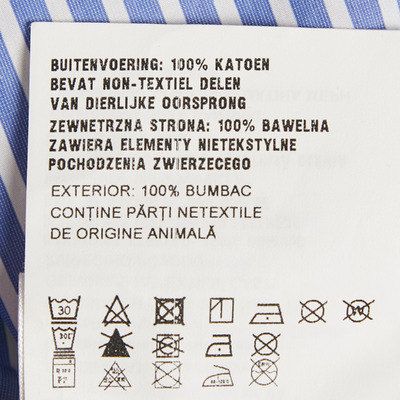 BUITENVOERING: 100% KATOEN
BEVAT NON-TEXTIEL DELEN
VAN DIERLIJKE OORSPRONG
ZEWNETRZNA STRONA: 100% BAWELNA
ZAWIERA ELEMENTY NIETEKSTYLNE
POCHODZENIA ZWIERZECEGO
EXTERIOR: 100% BUMBAC
CONȚINE PĂRȚI NETEXTILE
DE ORIGINE ANIMALĂ
30 W